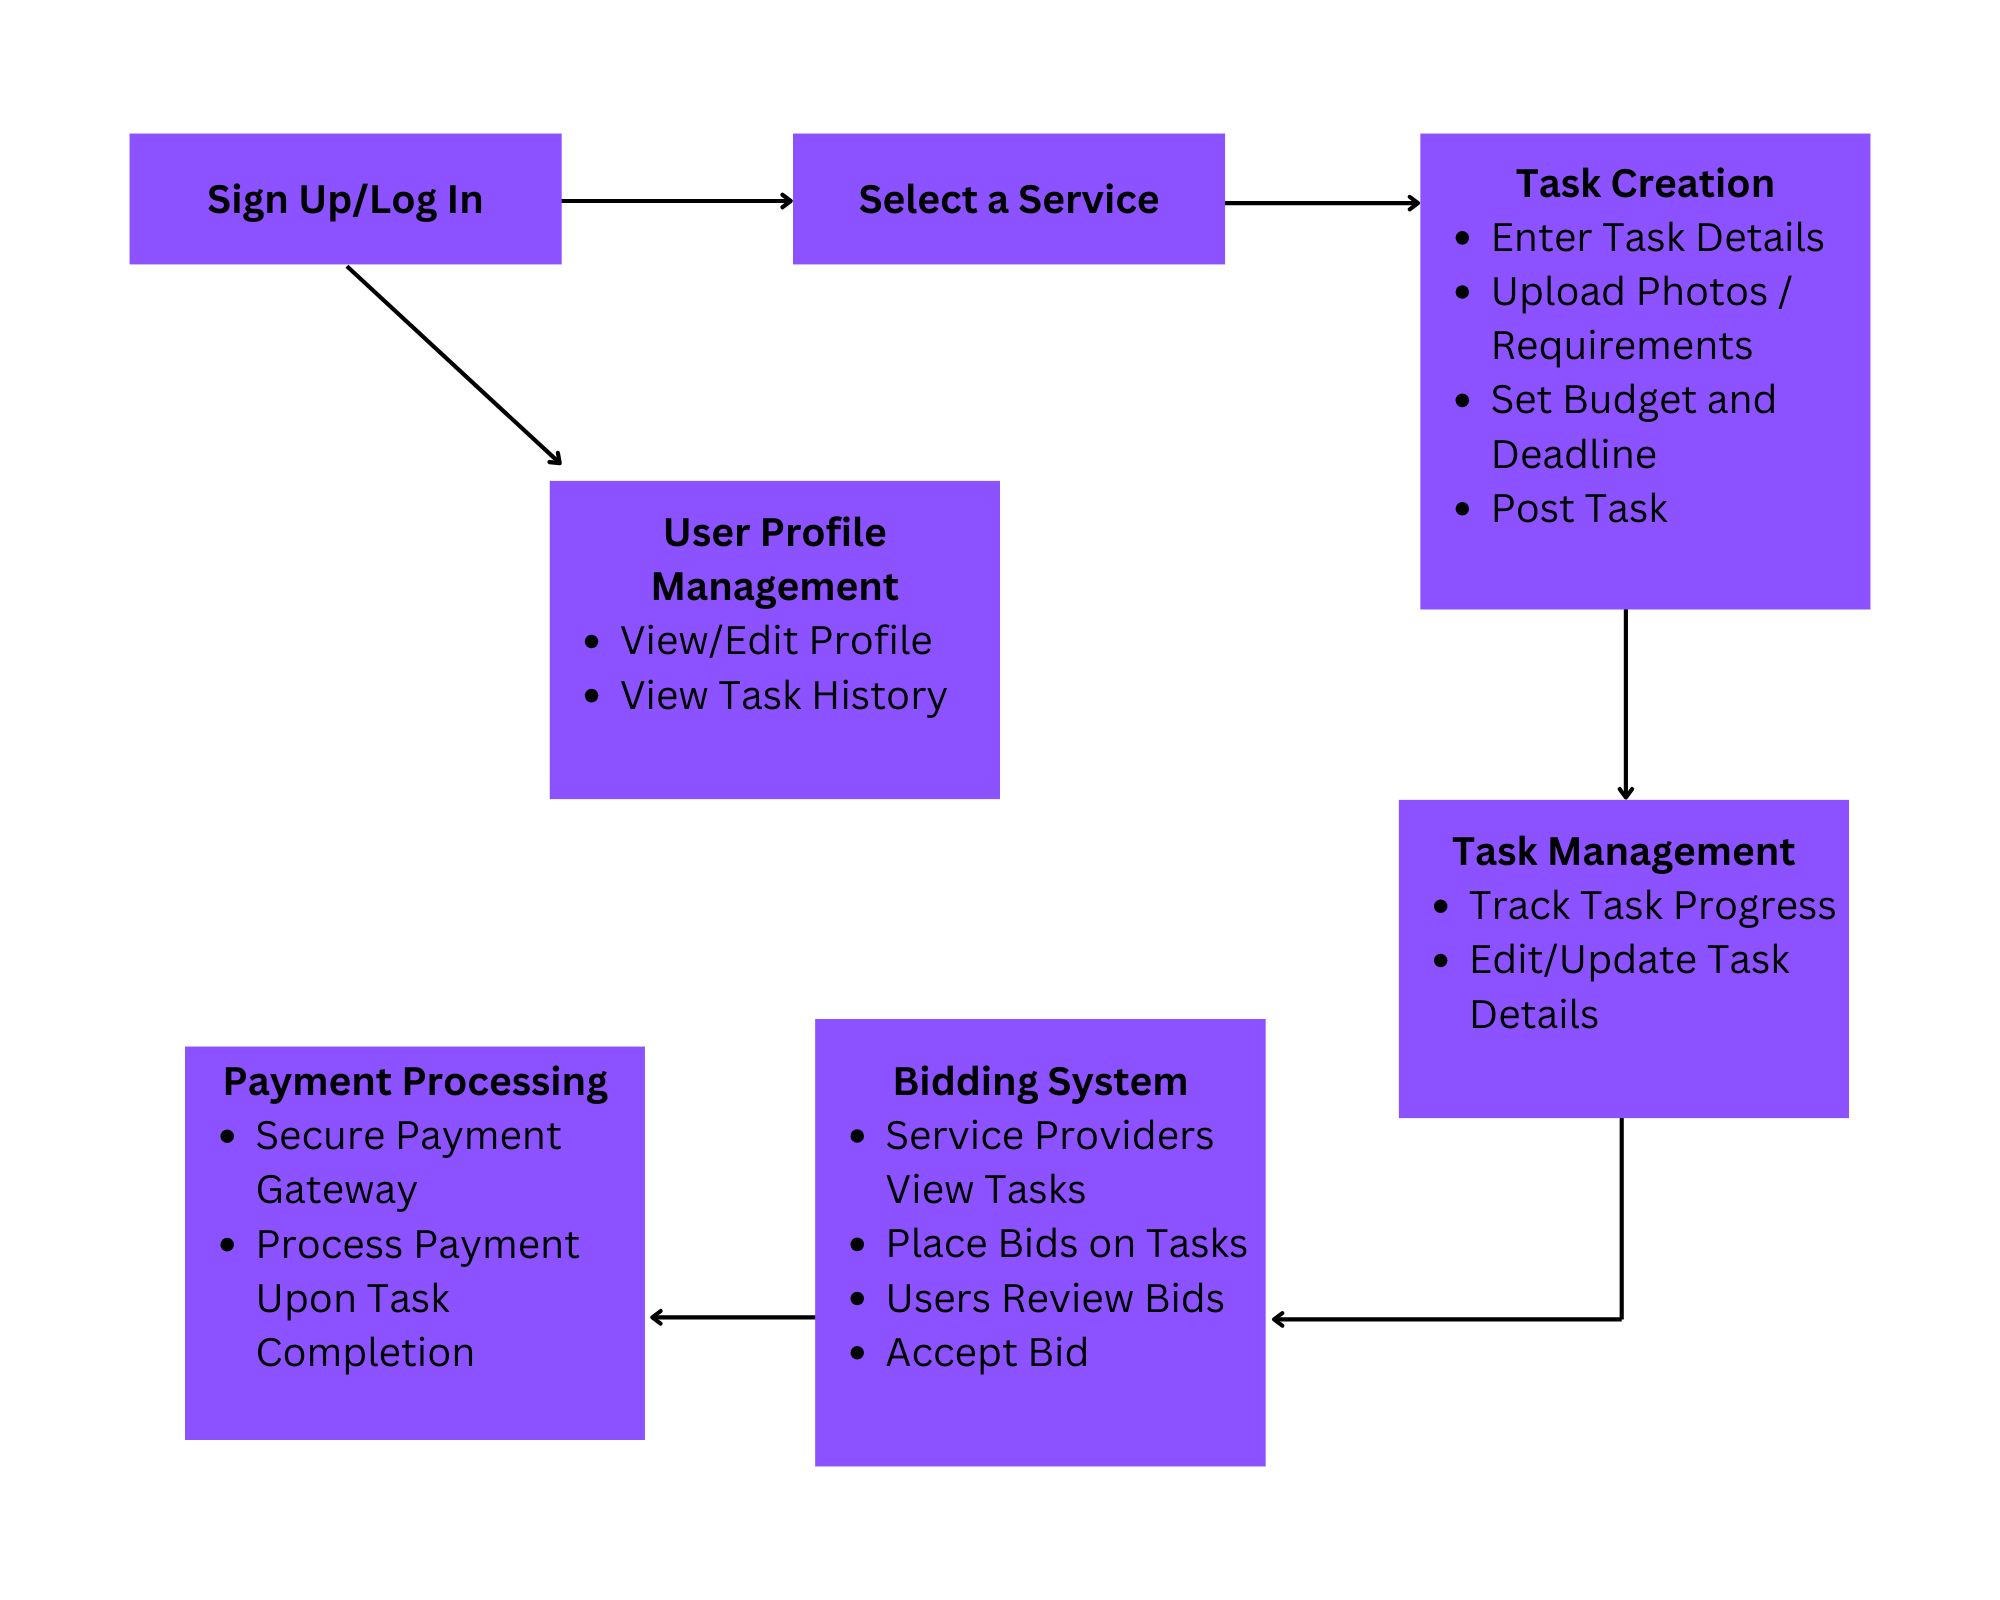 Sign Up/Log In
Select a Service
Task Creation
• Enter Task Details
• Upload Photos /
Requirements
• Set Budget and
Deadline
• Post Task
User Profile
Management
• View/Edit Profile
• View Task History
Task Management
• Track Task Progress
• Edit/Update Task
Details
Bidding System
• Service Providers
View Tasks
• Place Bids on Tasks
• Users Review Bids
• Accept Bid
Payment Processing
• Secure Payment
Gateway
• Process Payment
Upon Task
Completion